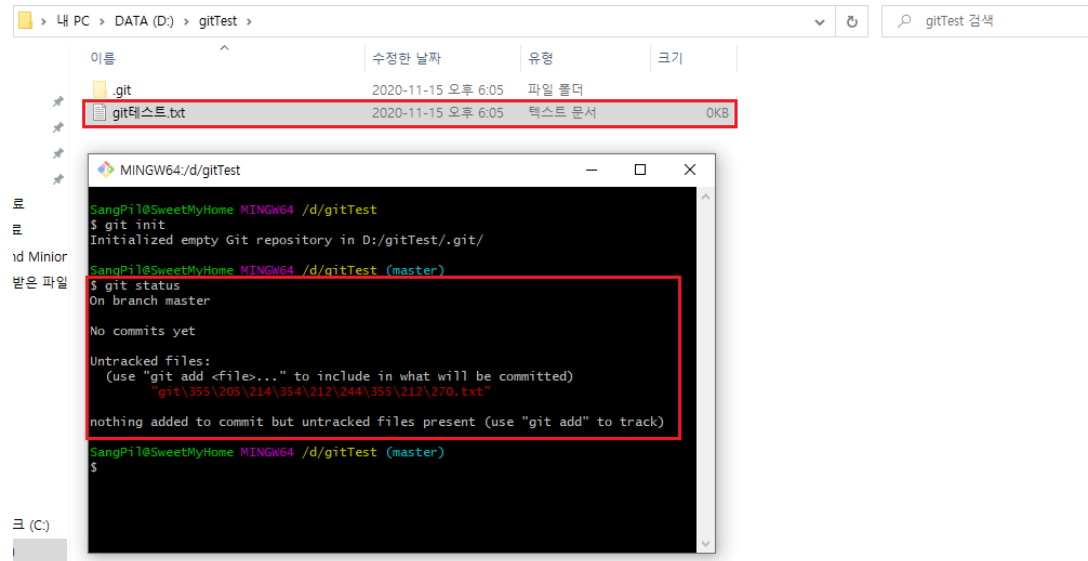 내 PC > DATA (D:) > gitTest >
gitTest 검색
이름 수정한 날짜 유형 크기
.git 2020-11-15 오후 6:05 파일 폴더
git테스트.txt 2020-11-15 오후 6:05 텍스트 문서 0KB
MINGW64:/d/gitTest
SangPil@SweetMyHome MINGW64 /d/gitTest
$ git init
Initialized empty Git repository in D:/gitTest/.git/
SangPil@SweetMyHome MINGW64 /d/gitTest (master)
$ git status
On branch master
No commits yet
Untracked files:
(use "git add <file>..." to include in what will be committed)
"git\355\205\214\354\212\244\355\212\270.txt"
nothing added to commit but untracked files present (use "git add" to track)
SangPil@SweetMyHome MINGW64 /d/gitTest (master)
$
료
료
nd Minior
받은 파일
크 (C:)